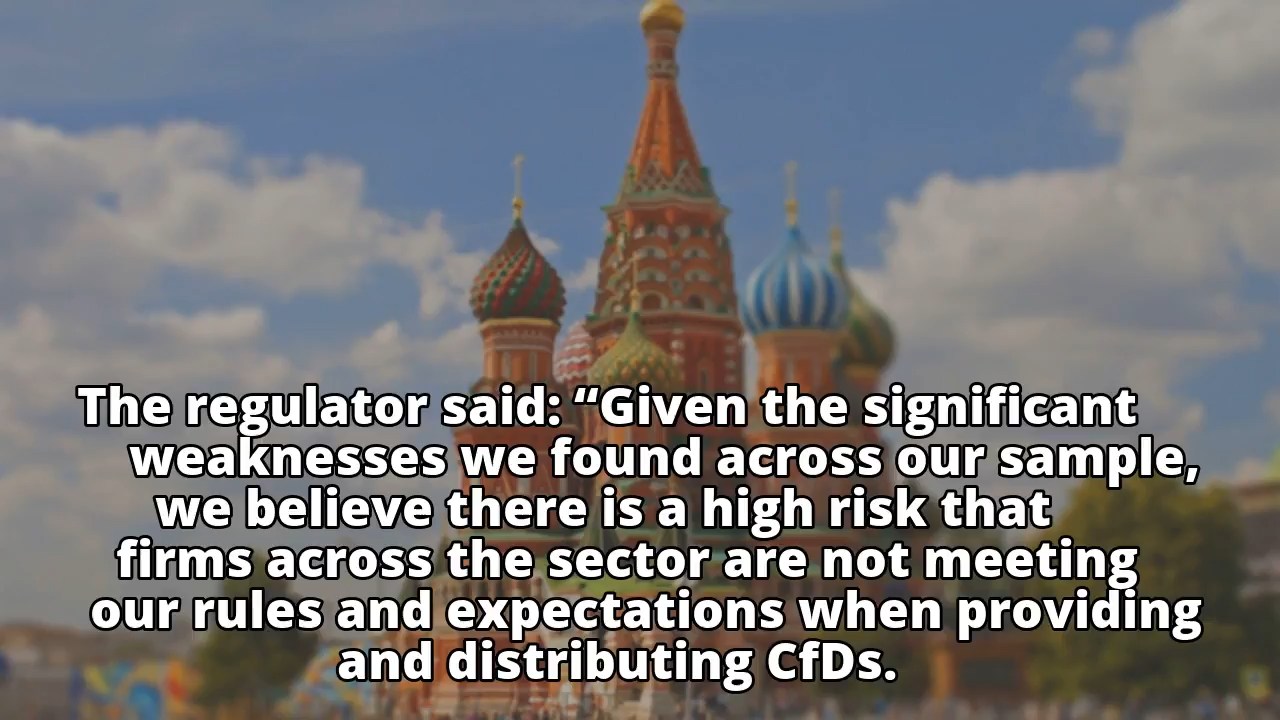 The regulator said: “Given the significant
weaknesses we found across our sample,
we believe there is a high risk that
firms across the sector are not meeting
our rules and expectations when providing
and distributing CfDs.